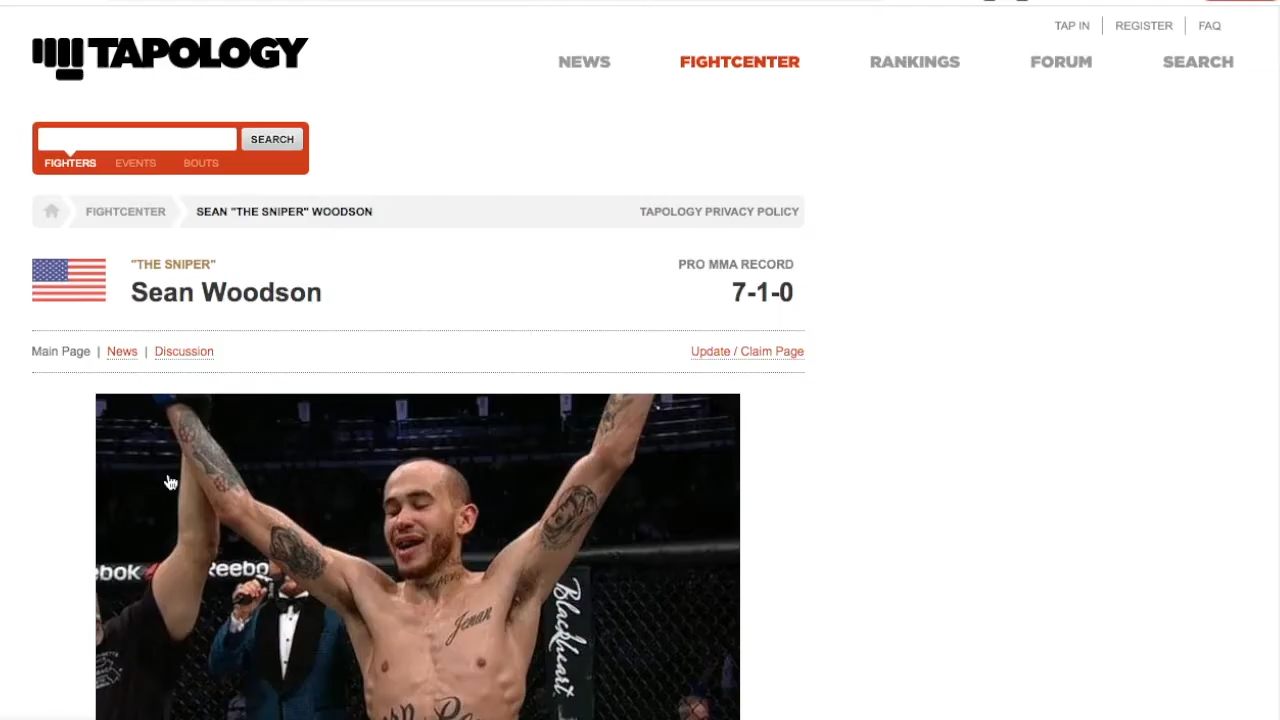 TAP IN | REGISTER | FAQ
TAPOLOGY
NEWS FIGHTCENTER RANKINGS FORUM SEARCH
SEARCH
FIGHTERS EVENTS BOUTS
FIGHTCENTER SEAN "THE SNIPER" WOODSON TAPOLOGY PRIVACY POLICY
"THE SNIPER" PRO MMA RECORD
Sean Woodson 7-1-0
Main Page | News | Discussion Update / Claim Page
ebok Reebo
Blackheart